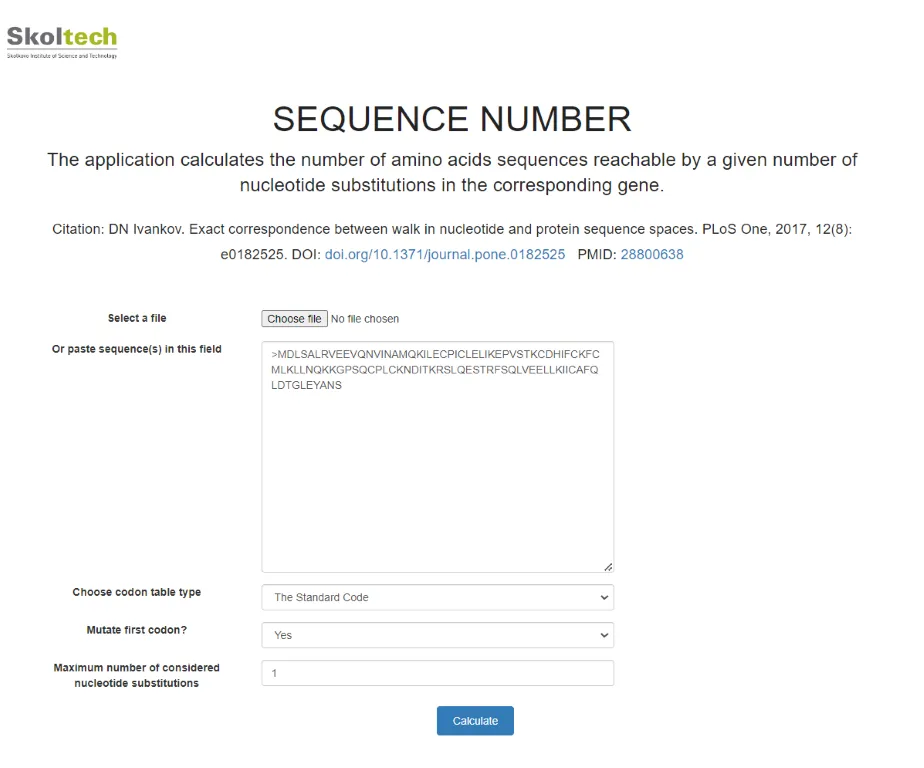 Skoltech
Skolkovo Institute of Science and Technology
SEQUENCE NUMBER
The application calculates the number of amino acids sequences reachable by a given number of
nucleotide substitutions in the corresponding gene.
Citation: DN Ivankov. Exact correspondence between walk in nucleotide and protein sequence spaces. PLoS One, 2017, 12(8):
e0182525. DOI: doi.org/10.1371/journal.pone.0182525 PMID: 28800638
Select a file
Choose file No file chosen
Or paste sequence(s) in this field
>MDLSALRVEEVQNVINAMQKILECPICLELIKEPVSTKCDHIFCKFC
MLKLLNQKKGPSQCPLCKNDITKRSLQESTRFSQLVEELLKIICAFQ
LDTGLEYANS
Choose codon table type
The Standard Code
Mutate first codon?
Yes
Maximum number of considered
nucleotide substitutions
1
Calculate